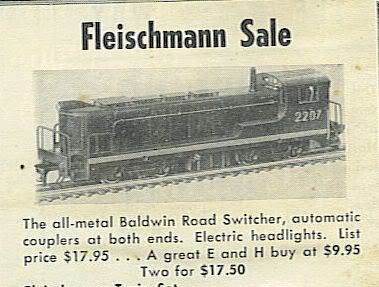 Fleischmann Sale
2207
The all-metal Baldwin Road Switcher, automatic
couplers at both ends. Electric headlights. List
price $17.95 . . . A great E and H buy at $9.95
Two for $17.50